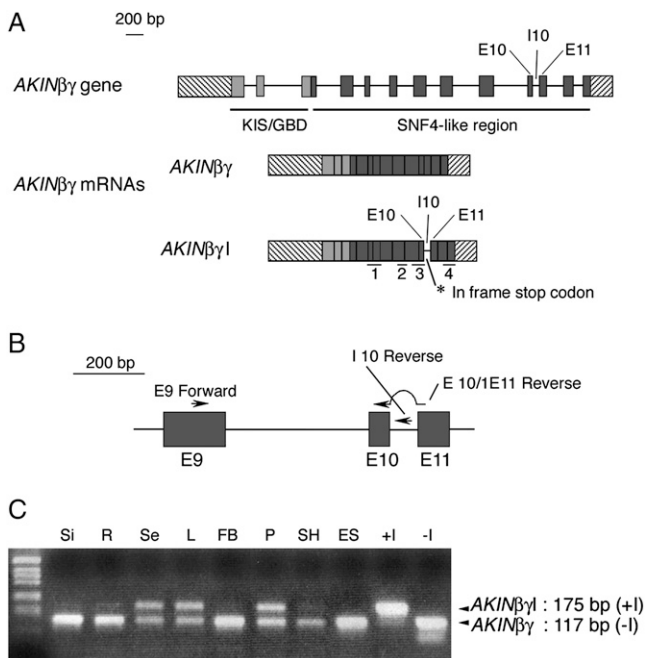 A
200 bp
I10
E10
E11
AKINβγ gene
KIS/GBD
SNF4-like region
AKINβγ
AKINβγ mRNAs
I10
E10
E11
AKINβγ I
1
2
3
4
* In frame stop codon
B
200 bp
I 10 Reverse
E9 Forward
E 10/1E11 Reverse
E9
E10
E11
C
Si R Se L FB P SH ES +I -I
AKINβγI : 175 bp (+I)
AKINβγ : 117 bp (-I)